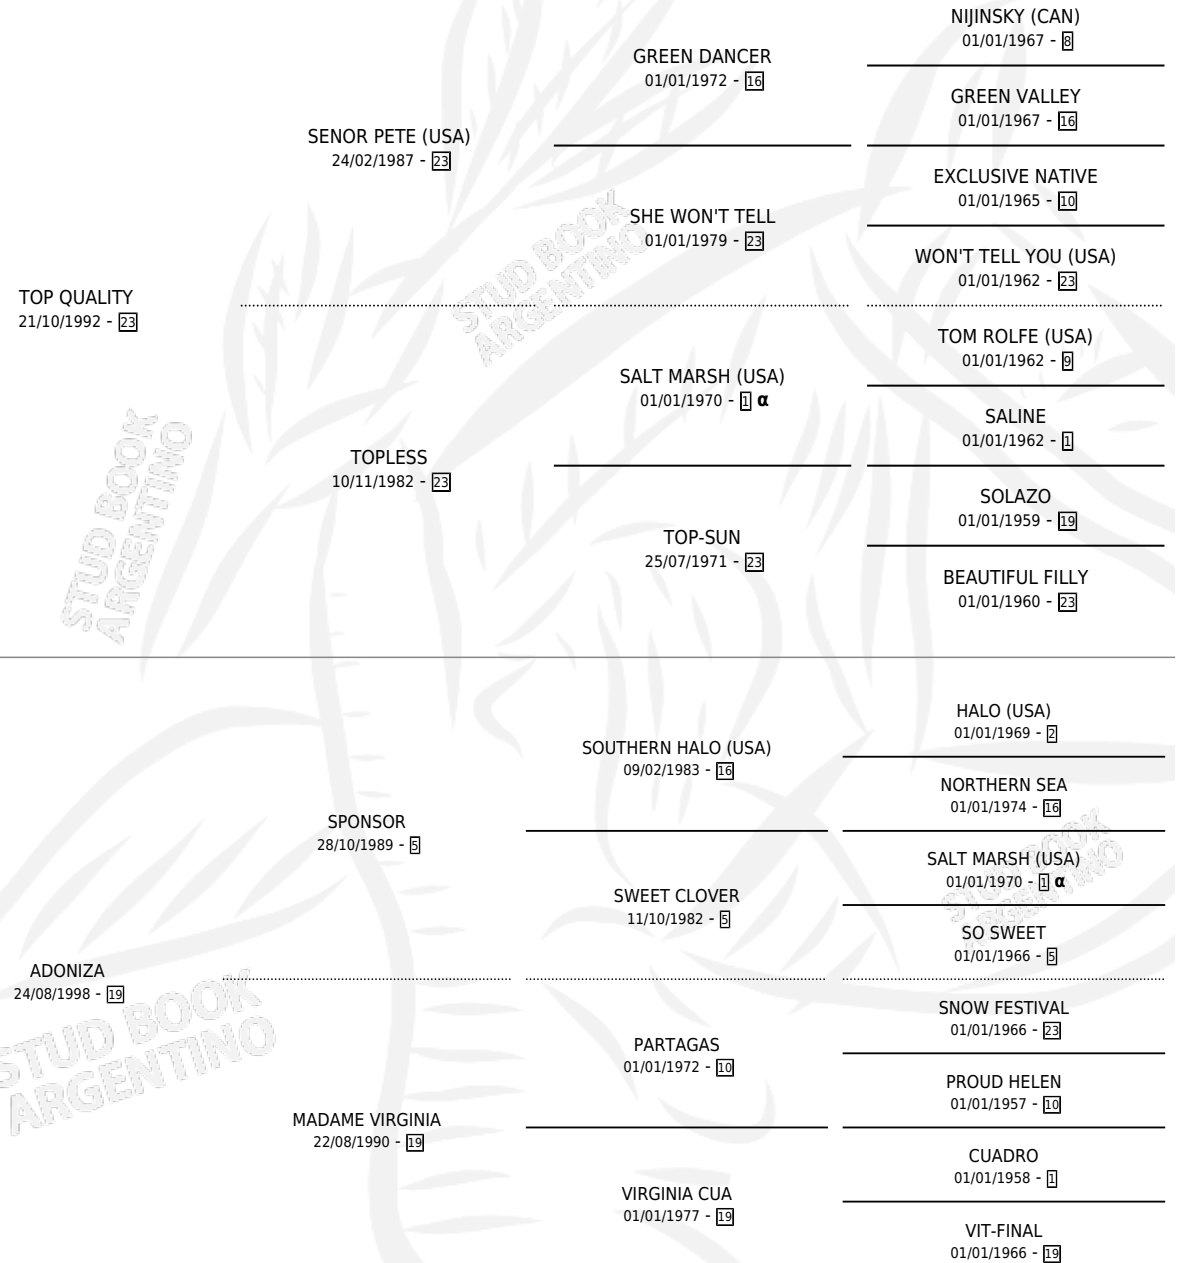 NIJINSKY (CAN)
01/01/1967 - 8
GREEN DANCER
01/01/1972 - 16
GREEN VALLEY
01/01/1967 - 16
SENOR PETE (USA)
24/02/1987 - 23
EXCLUSIVE NATIVE
01/01/1965 - 10
SHE WON'T TELL
01/01/1979 - 23
WON'T TELL YOU (USA)
01/01/1962 - 23
TOP QUALITY
21/10/1992 - 23
TOM ROLFE (USA)
01/01/1962 - 9
SALT MARSH (USA)
01/01/1970 - 1 α
SALINE
01/01/1962 - 1
TOPLESS
10/11/1982 - 23
SOLAZO
01/01/1959 - 19
TOP-SUN
25/07/1971 - 23
BEAUTIFUL FILLY
01/01/1960 - 23
HALO (USA)
01/01/1969 - 2
SOUTHERN HALO (USA)
09/02/1983 - 16
NORTHERN SEA
01/01/1974 - 16
SPONSOR
28/10/1989 - 5
SALT MARSH (USA)
01/01/1970 - 1 α
SWEET CLOVER
11/10/1982 - 5
SO SWEET
01/01/1966 - 5
ADONIZA
24/08/1998 - 19
SNOW FESTIVAL
01/01/1966 - 23
PARTAGAS
01/01/1972 - 10
PROUD HELEN
01/01/1957 - 10
MADAME VIRGINIA
22/08/1990 - 19
CUADRO
01/01/1958 - 1
VIRGINIA CUA
01/01/1977 - 19
VIT-FINAL
01/01/1966 - 19
STUD BOOK
ARGENTINO
STUD BOOK
ARGENTINO
STUD BOOK
ARGENTINO
STUD BOOK
ARGENTINO